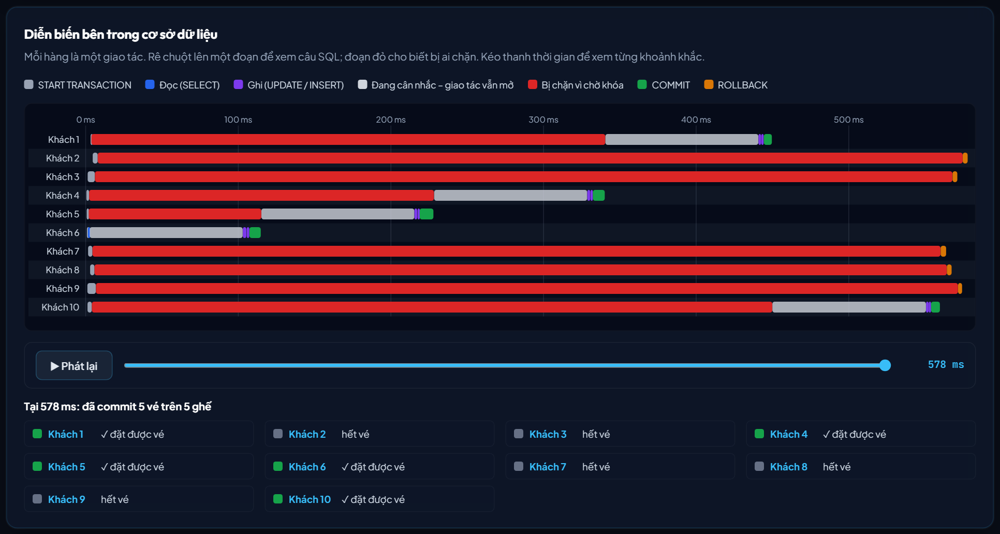 Diễn biến bên trong cơ sở dữ liệu
Mỗi hàng là một giao tác. Rê chuột lên một đoạn để xem câu SQL; đoạn đỏ cho biết bị ai chặn. Kéo thanh thời gian để xem từng khoảnh khắc.
START TRANSACTION Đọc (SELECT) Ghi (UPDATE / INSERT) Đang cân nhắc – giao tác vẫn mở Bị chặn vì chờ khóa COMMIT ROLLBACK
0 ms 100 ms 200 ms 300 ms 400 ms 500 ms
Khách 1
Khách 2
Khách 3
Khách 4
Khách 5
Khách 6
Khách 7
Khách 8
Khách 9
Khách 10
▶ Phát lại 578 ms
Tại 578 ms: đã commit 5 vé trên 5 ghế
Khách 1 ✓ đặt được vé Khách 2 hết vé Khách 3 hết vé Khách 4 ✓ đặt được vé
Khách 5 ✓ đặt được vé Khách 6 ✓ đặt được vé Khách 7 hết vé Khách 8 hết vé
Khách 9 hết vé Khách 10 ✓ đặt được vé